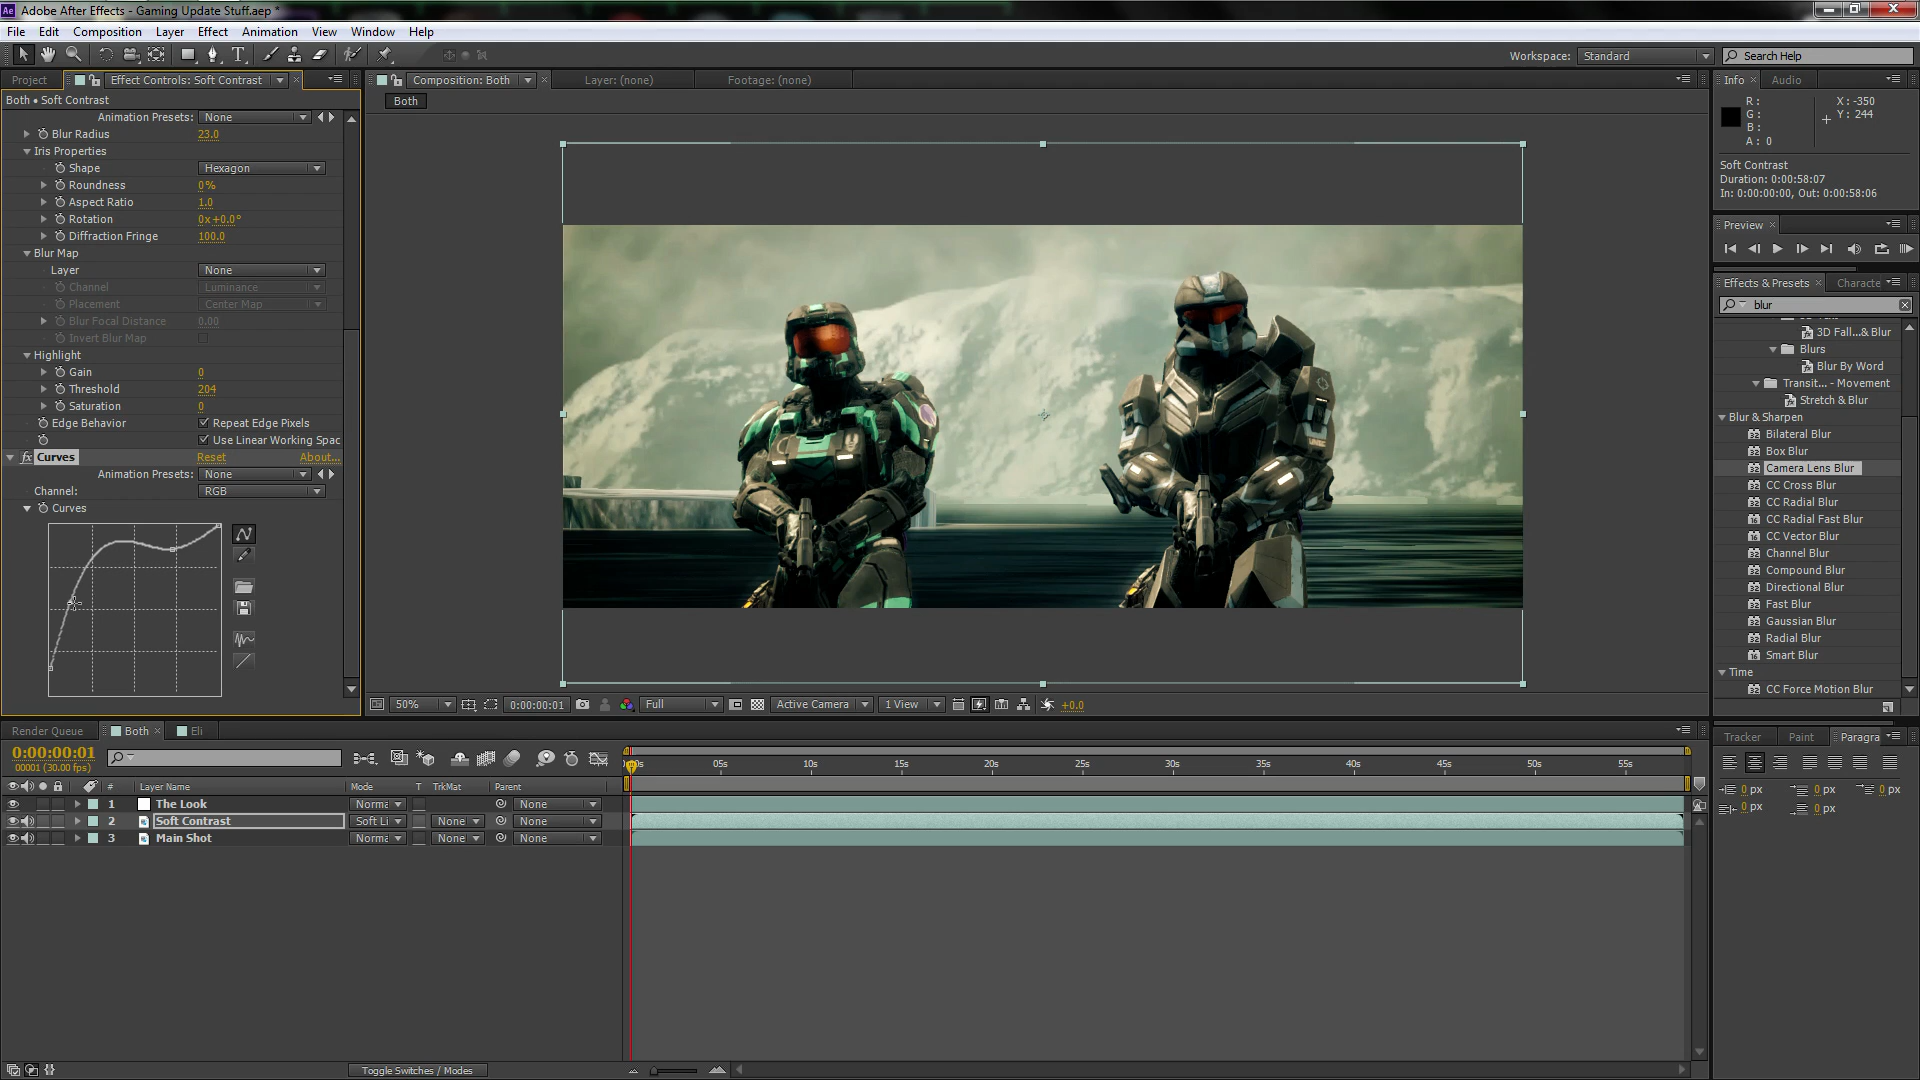 Adobe After Effects - Gaming Update Stuff.aep *
File Edit Composition Layer Effect Animation View Window Help
Workspace: Standard Search Help
Project Effect Controls: Soft Contrast Composition: Both Layer: (none) Footage: (none) Info Audio
Both • Soft Contrast
Both
Animation Presets: None
Blur Radius 23.0
Iris Properties
Shape Hexagon
Roundness 0%
Aspect Ratio 1.0
Rotation 0x+0.0°
Diffraction Fringe 100.0
Blur Map
Layer None
Channel Luminance
Placement Center Map
Blur Focal Distance 0.00
Invert Blur Map
Highlight
Gain 0
Threshold 204
Saturation 0
Edge Behavior Repeat Edge Pixels
Use Linear Working Spac
Curves Reset About...
Animation Presets: None
Channel: RGB
Curves
50% 0:00:00:01 Full Active Camera 1 View +0.0
R : X : -350
G : Y : 244
B :
A : 0
Soft Contrast
Duration: 0:00:58:07
In: 0:00:00:00, Out: 0:00:58:06
Preview
Effects & Presets Characte
blur
3D Fall...& Blur
Blurs
Blur By Word
Transit... - Movement
Stretch & Blur
Blur & Sharpen
Bilateral Blur
Box Blur
Camera Lens Blur
CC Cross Blur
CC Radial Blur
CC Radial Fast Blur
CC Vector Blur
Channel Blur
Compound Blur
Directional Blur
Fast Blur
Gaussian Blur
Radial Blur
Smart Blur
Time
CC Force Motion Blur
Render Queue Both Eli
0:00:00:01
00001 (30.00 fps)
05s 10s 15s 20s 25s 30s 35s 40s 45s 50s 55s
# Layer Name Mode T TrkMat Parent
1 The Look Norma None
2 Soft Contrast Soft Li None None
3 Main Shot Norma None None
Toggle Switches / Modes
Tracker Paint Paragra
0 px 0 px 0 px
0 px 0 px